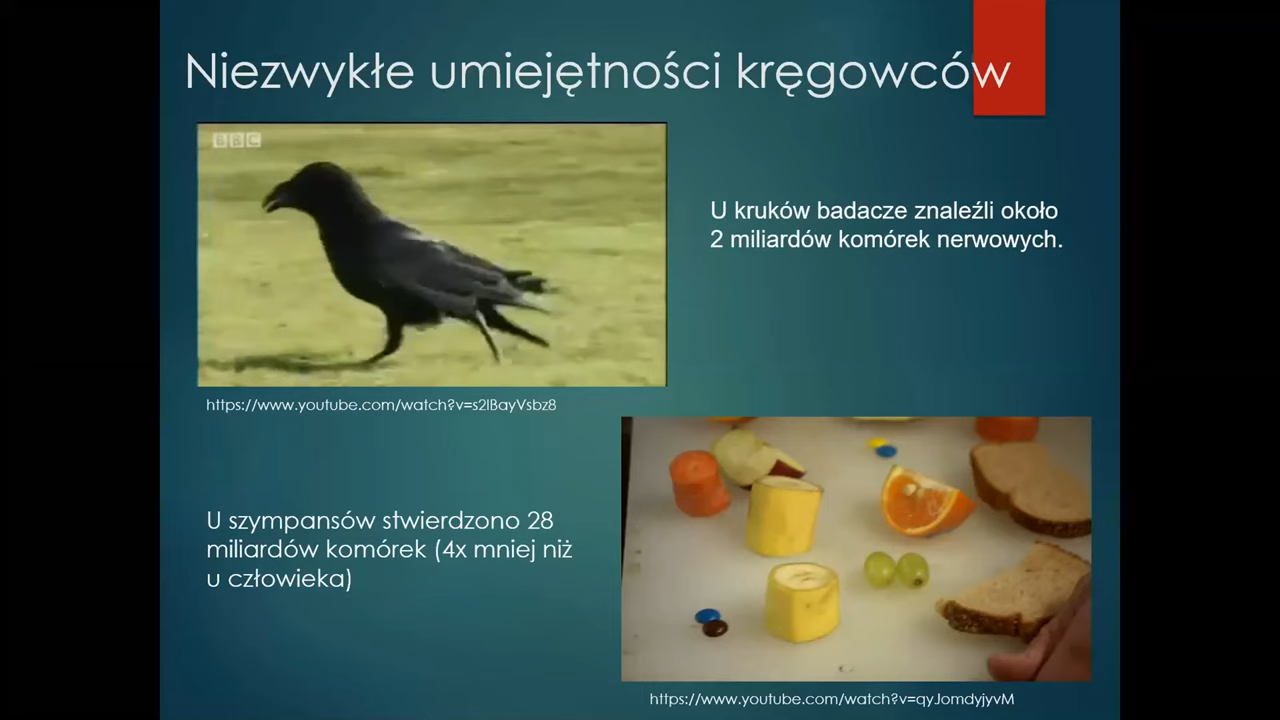 Niezwykłe umiejętności kręgowców
BBC
U kruków badacze znaleźli około
2 miliardów komórek nerwowych.
https://www.youtube.com/watch?v=s2IBayVsbz8
U szympansów stwierdzono 28
miliardów komórek (4x mniej niż
u człowieka)
https://www.youtube.com/watch?v=qyJomdyjyvM